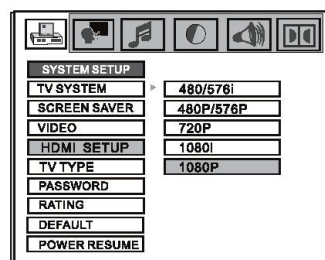 SYSTEM SETUP
TV SYSTEM
SCREEN SAVER
VIDEO
HDMI SETUP
TV TYPE
PASSWORD
RATING
DEFAULT
POWER RESUME
480/576i
480P/576P
720P
1080I
1080P